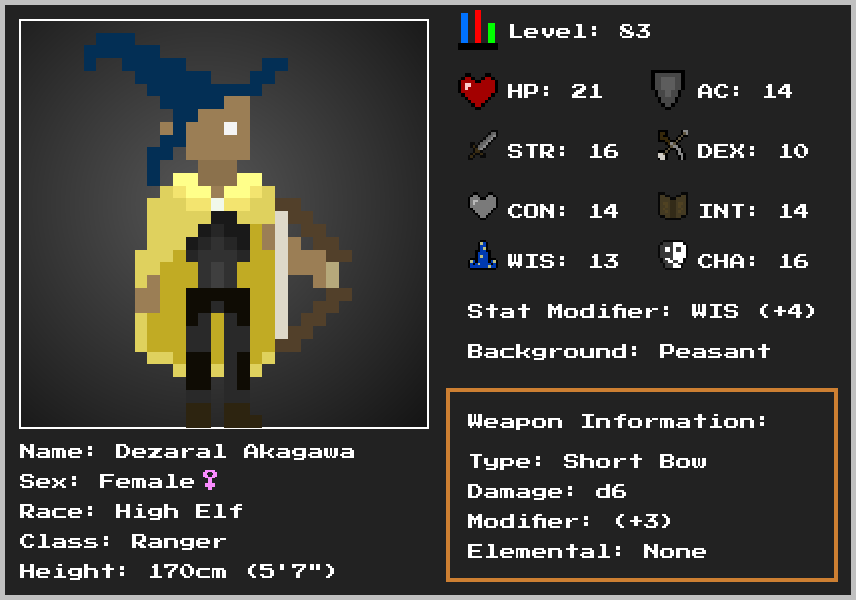 Level: 83
HP: 21
AC: 14
STR: 16
DEX: 10
CON: 14
INT: 14
WIS: 13
CHA: 16
Stat Modifier: WIS (+4)
Background: Peasant
Weapon Information:
Type: Short Bow
Damage: d6
Modifier: (+3)
Elemental: None
Name: Dezaral Akagawa
Sex: Female♀
Race: High Elf
Class: Ranger
Height: 170cm (5'7")